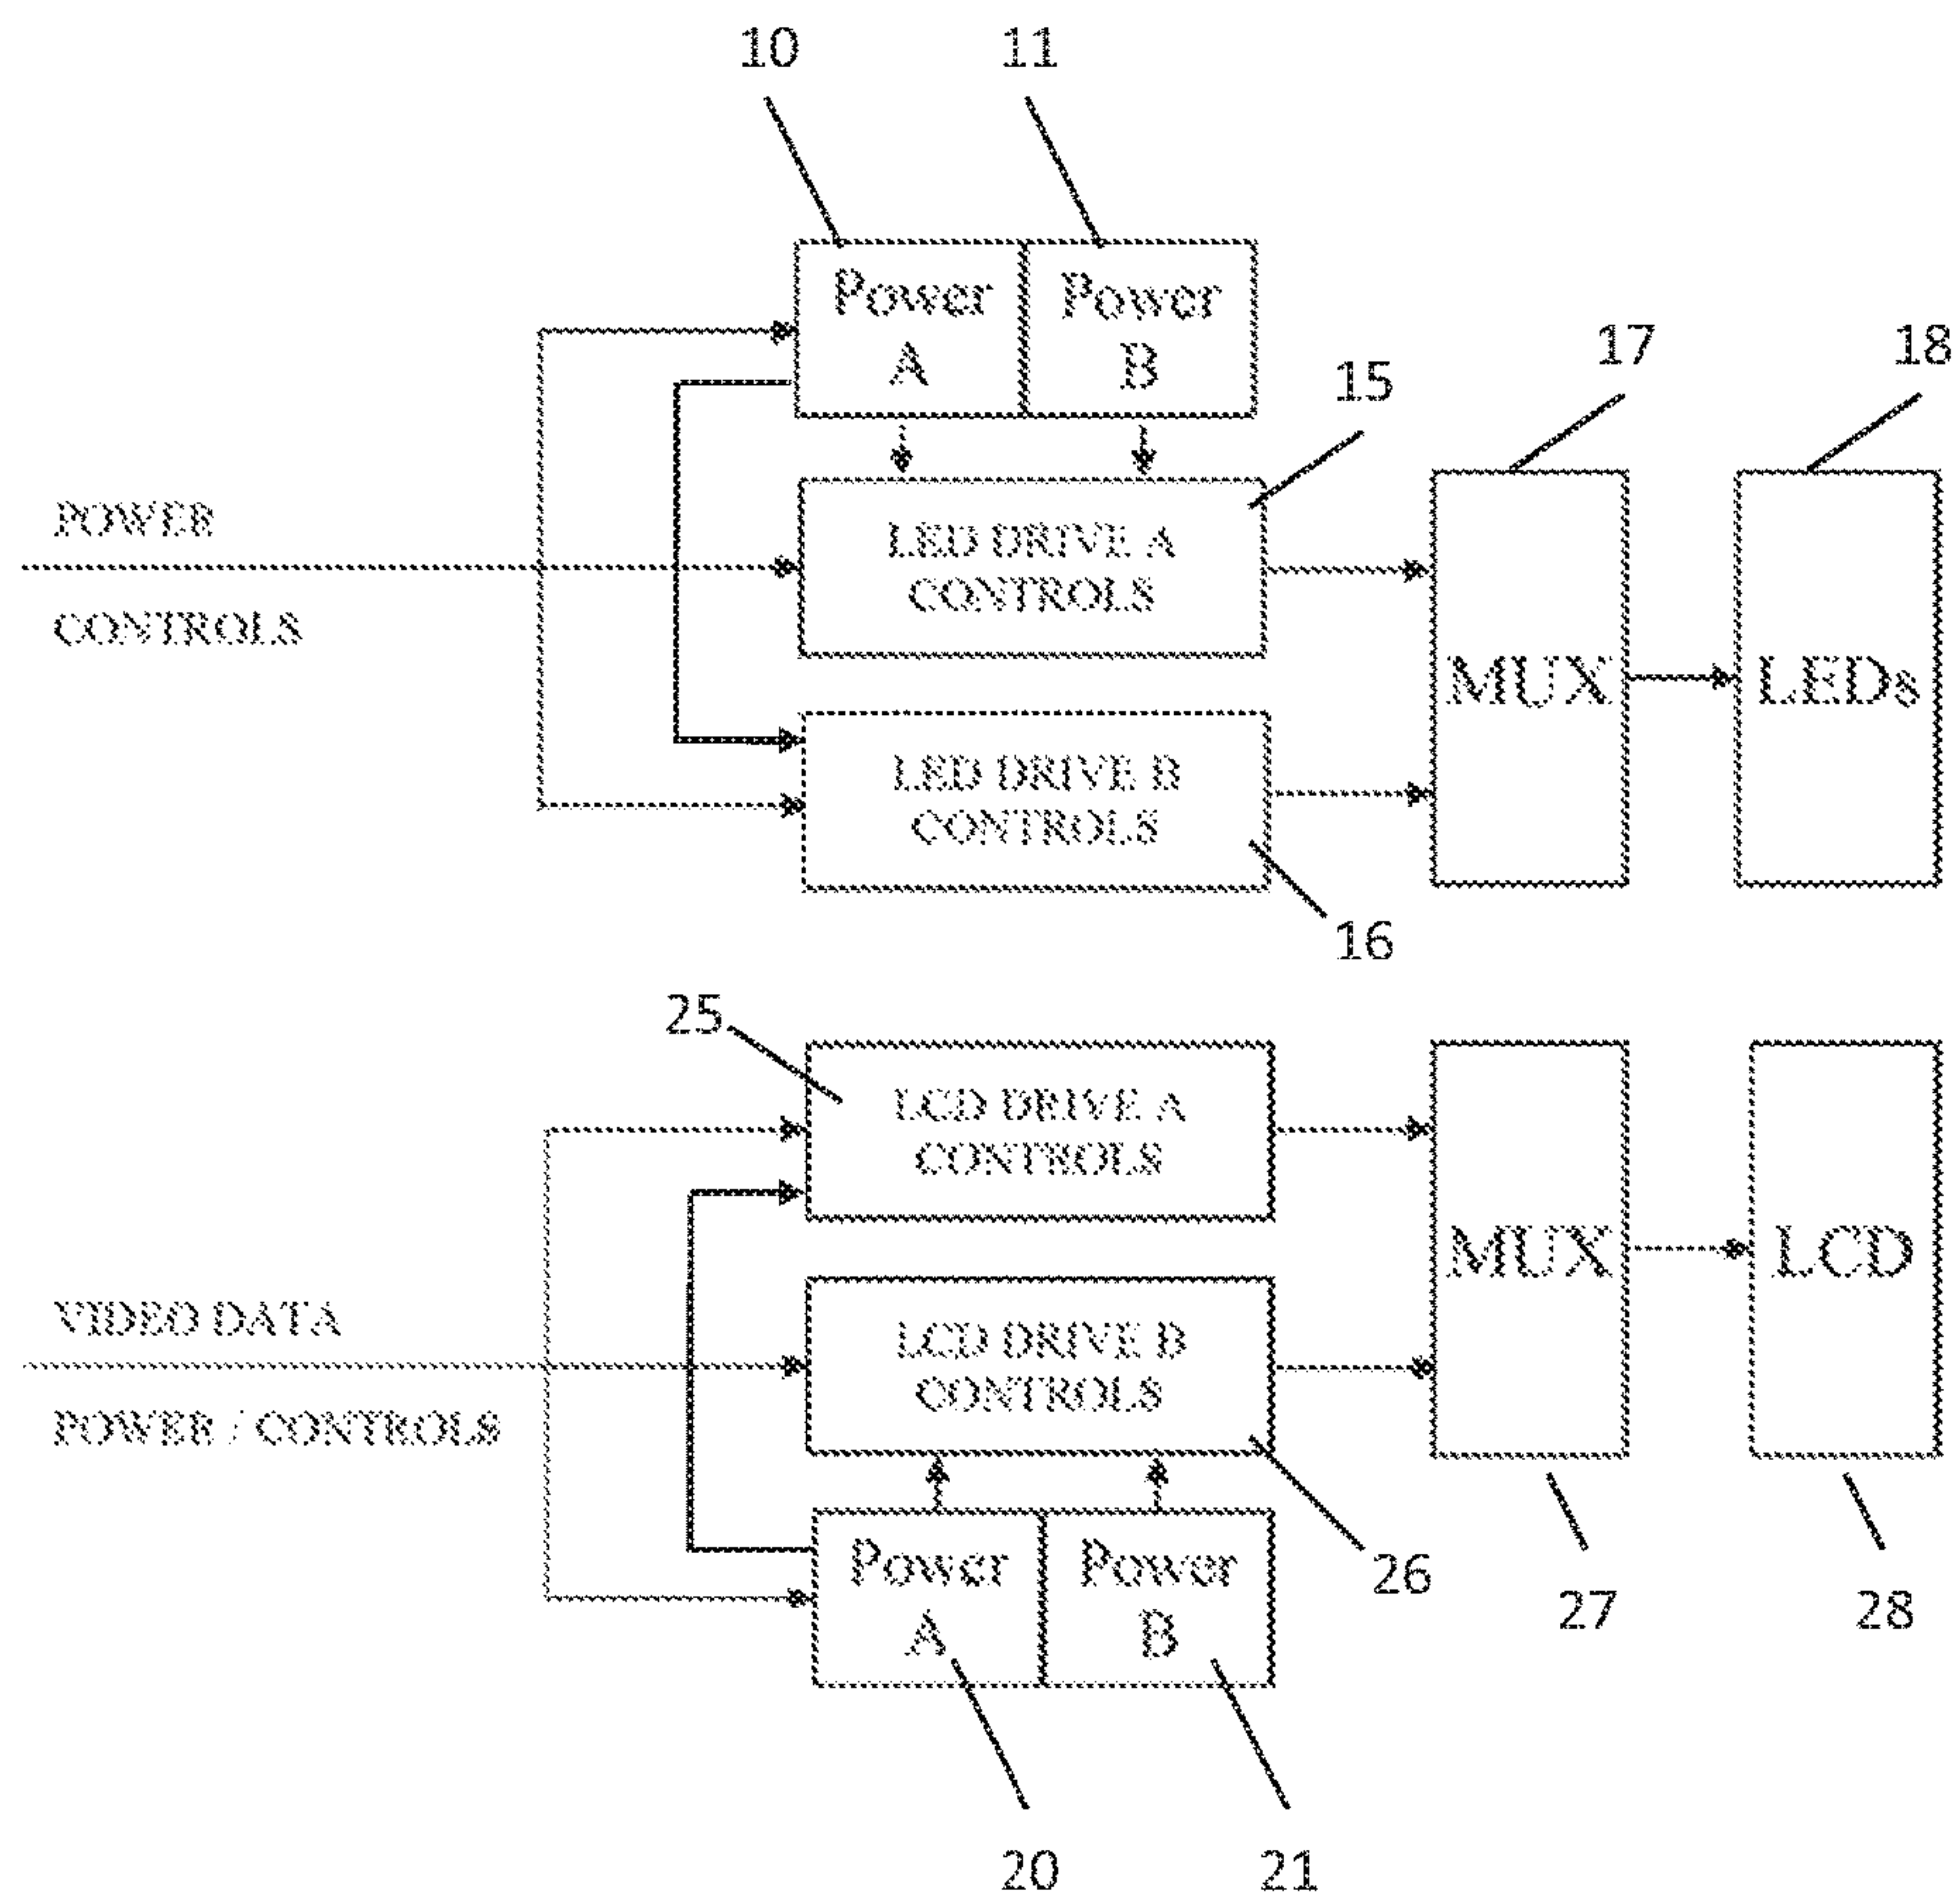 10
11
Power
A
Power
B
15
17
18
POWER
CONTROLS
LED DRIVE A
CONTROLS
MUX
LEDs
LED DRIVE B
CONTROLS
16
25
LCD DRIVE A
CONTROLS
MUX
LCD
VIDEO DATA
POWER / CONTROLS
LCD DRIVE B
CONTROLS
Power
A
Power
B
26
27
28
20
21